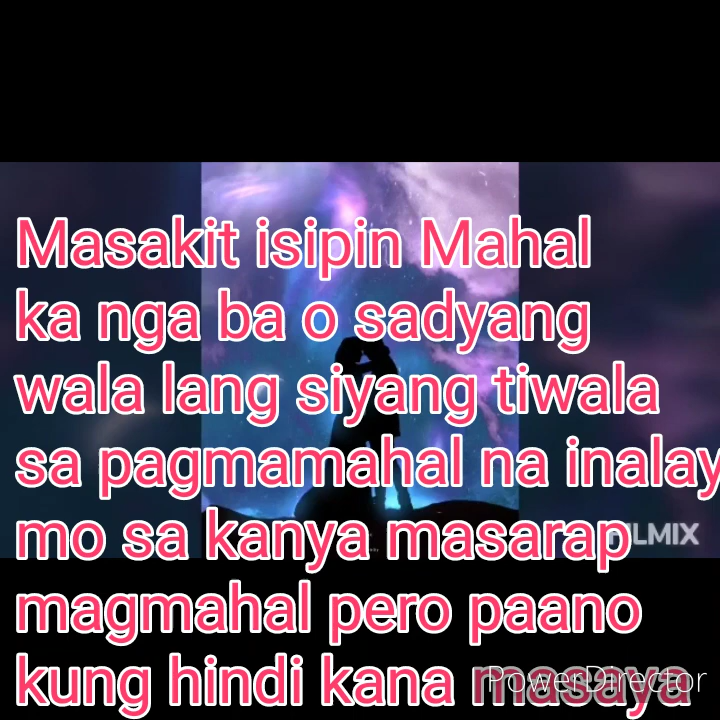 Masakit isipin Mahal
ka nga ba o sadyang
wala lang siyang tiwala
sa pagmamahal na inalay
mo sa kanya masarap
FILMIX
magmahal pero paano
kung hindi kana masaya
PowerDirector